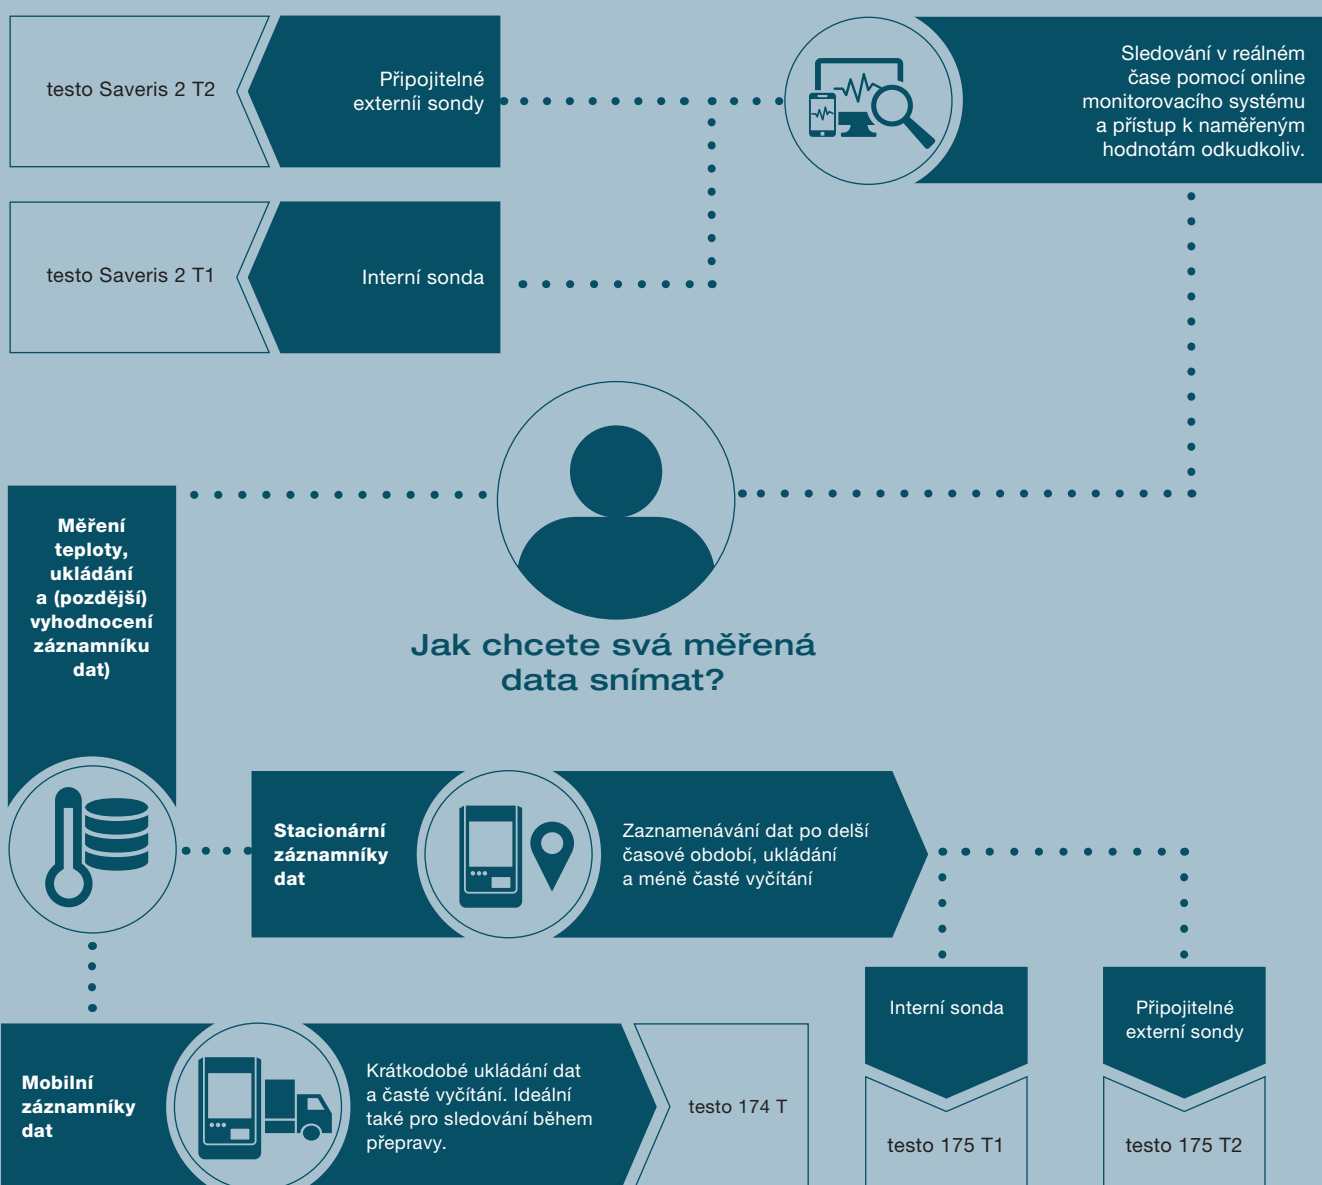 testo Saveris 2 T2
Připojitelné
externíi sondy
Sledování v reálném
čase pomocí online
monitorovacího systému
a přístup k naměřeným
hodnotám odkudkoliv.
testo Saveris 2 T1
Interní sonda
Měření
teploty,
ukládání
a (pozdější)
vyhodnocení
záznamníku
dat)
Jak chcete svá měřená
data snímat?
Stacionární
záznamníky
dat
Zaznamenávání dat po delší
časové období, ukládání
a méně časté vyčítání
Interní sonda
Připojitelné
externí sondy
Mobilní
záznamníky
dat
Krátkodobé ukládání dat
a časté vyčítání. Ideální
také pro sledování během
přepravy.
testo 174 T
testo 175 T1
testo 175 T2